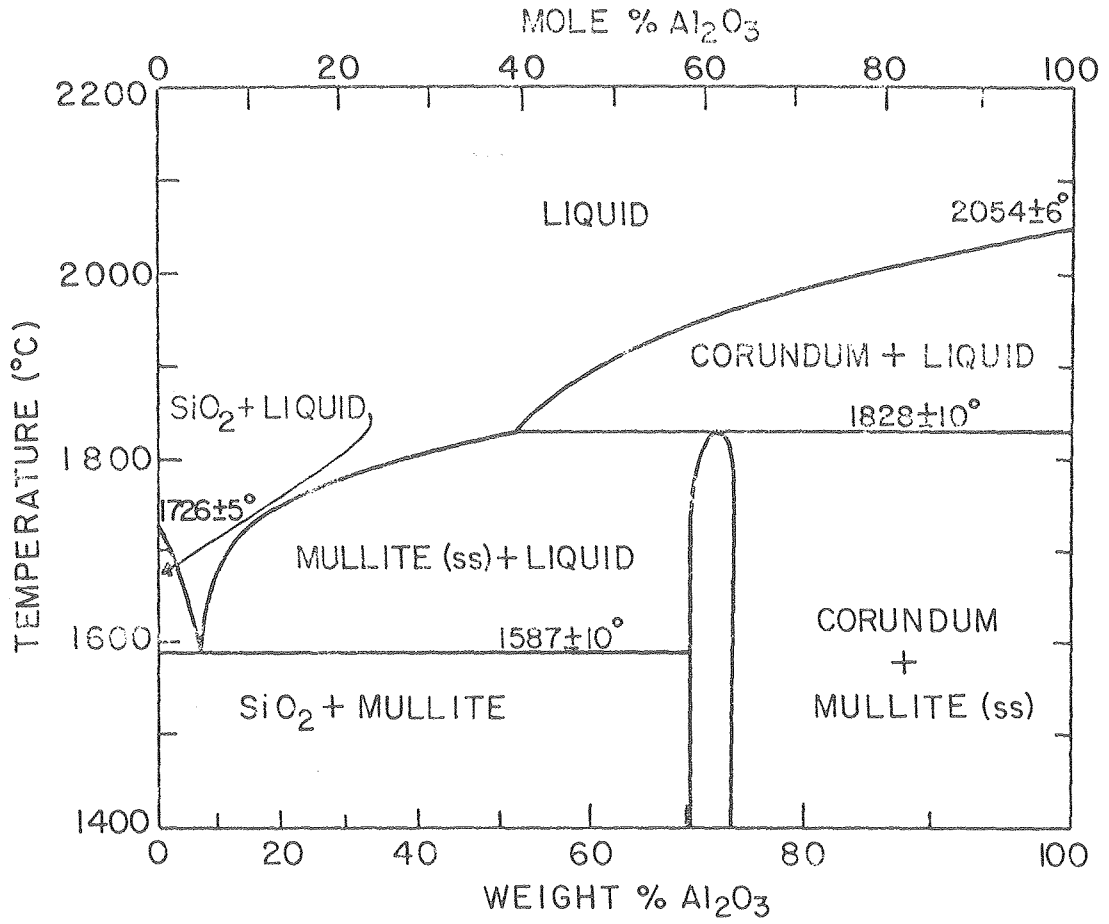 MOLE % Al₂O₃
0 20 40 60 80 100
2200
LIQUID
2054±6°
2000
CORUNDUM + LIQUID
SiO₂ + LIQUID
1828±10°
1800
1726±5°
MULLITE (ss) + LIQUID
1600
1587±10°
CORUNDUM
+
MULLITE (ss)
SiO₂ + MULLITE
1400
0 20 40 60 80 100
WEIGHT % Al₂O₃
TEMPERATURE (°C)